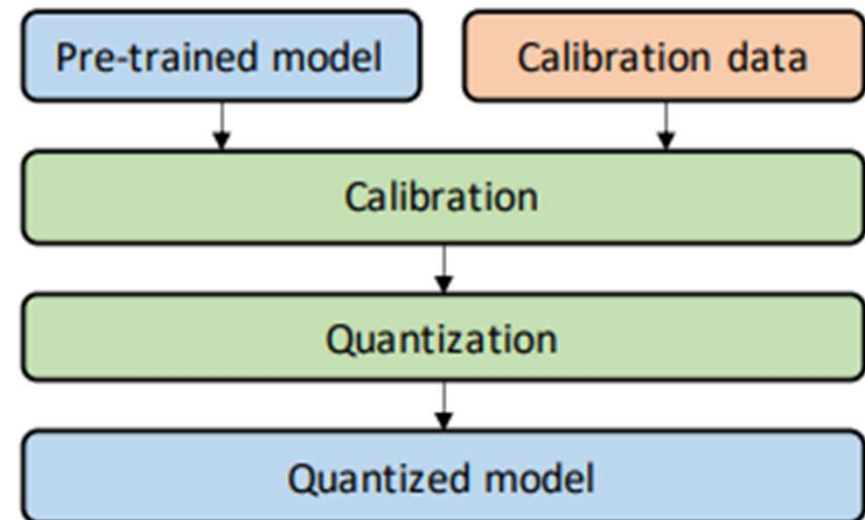 Pre-trained model
Calibration data
Calibration
Quantization
Quantized model